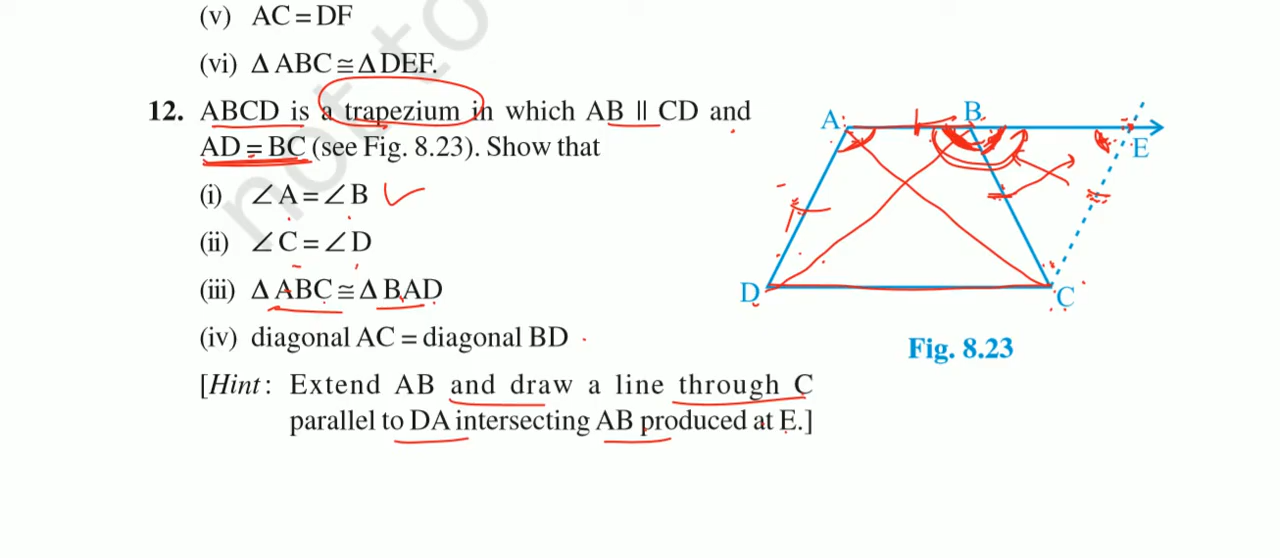 (v) AC = DF
(vi) Δ ABC ≅ Δ DEF.
12. ABCD is a trapezium in which AB || CD and
AD = BC (see Fig. 8.23). Show that
(i) ∠A = ∠B
(ii) ∠C = ∠D
(iii) Δ ABC ≅ Δ BAD
(iv) diagonal AC = diagonal BD
[Hint : Extend AB and draw a line through C
parallel to DA intersecting AB produced at E.]
A B E
D C
Fig. 8.23
not to